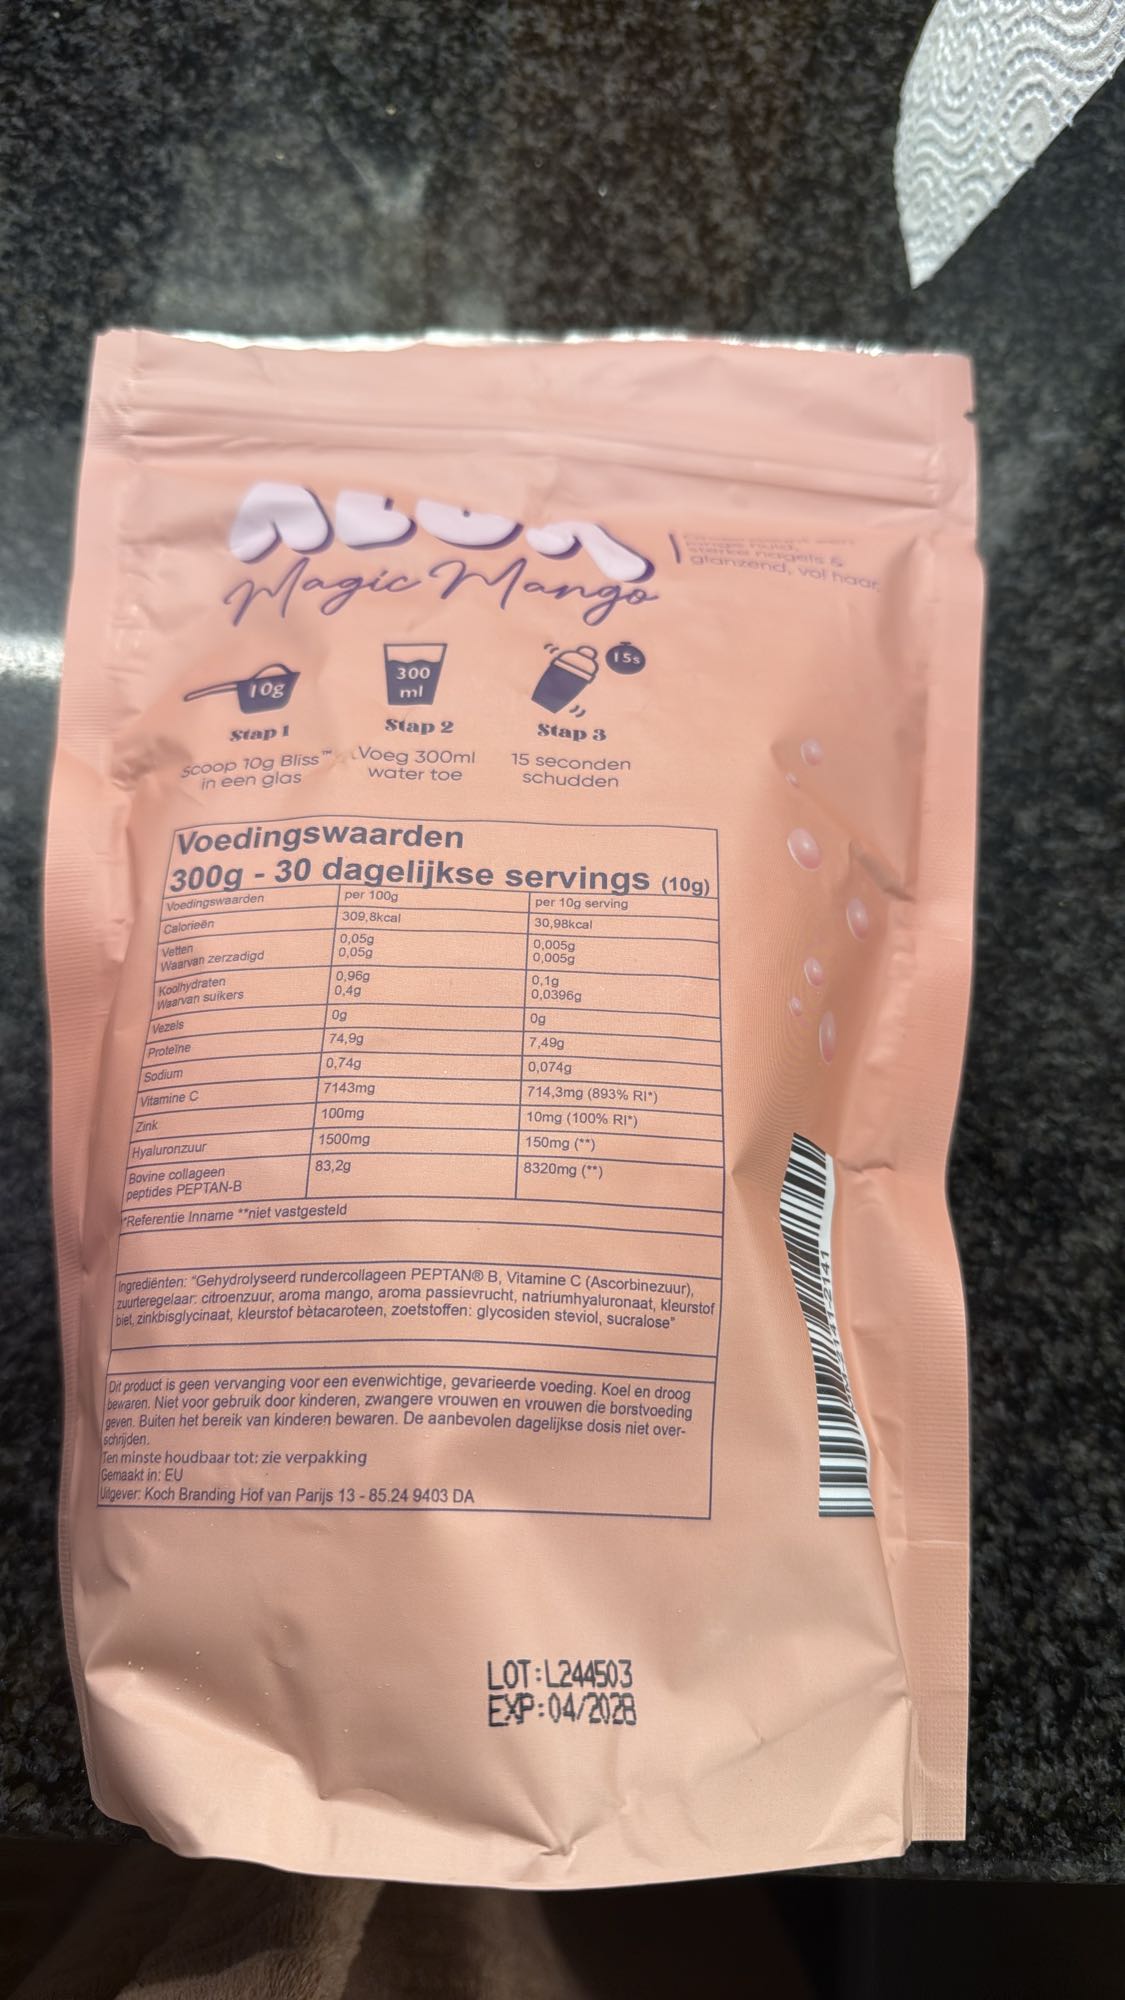 Magic Mango
sterke nagels &
glanzend, vol haar
10g
300
ml
15s
Stap 1
Stap 2
Stap 3
Scoop 10g Bliss™
in een glas
Voeg 300ml
water toe
15 seconden
schudden
Voedingswaarden
300g - 30 dagelijkse servings (10g)
Voedingswaarden per 100g per 10g serving
Calorieën 309,8kcal 30,98kcal
Vetten 0,05g 0,005g
Waarvan zerzadigd 0,05g 0,005g
Koolhydraten 0,96g 0,1g
Waarvan suikers 0,4g 0,0396g
Vezels 0g 0g
Proteïne 74,9g 7,49g
Sodium 0,74g 0,074g
Vitamine C 7143mg 714,3mg (893% RI*)
Zink 100mg 10mg (100% RI*)
Hyaluronzuur 1500mg 150mg (**)
Bovine collageen 83,2g 8320mg (**)
peptides PEPTAN-B
*Referentie Inname **niet vastgesteld
Ingrediënten: "Gehydrolyseerd rundercollageen PEPTAN® B, Vitamine C (Ascorbinezuur),
zuurteregelaar: citroenzuur, aroma mango, aroma passievrucht, natriumhyaluronaat, kleurstof
biet, zinkbisglycinaat, kleurstof bètacaroteen, zoetstoffen: glycosiden steviol, sucralose"
Dit product is geen vervanging voor een evenwichtige, gevarieerde voeding. Koel en droog
bewaren. Niet voor gebruik door kinderen, zwangere vrouwen en vrouwen die borstvoeding
geven. Buiten het bereik van kinderen bewaren. De aanbevolen dagelijkse dosis niet over-
schrijden.
Ten minste houdbaar tot: zie verpakking
Gemaakt in: EU
Uitgever: Koch Branding Hof van Parijs 13 - 85.24 9403 DA
LOT:L244503
EXP:04/2028